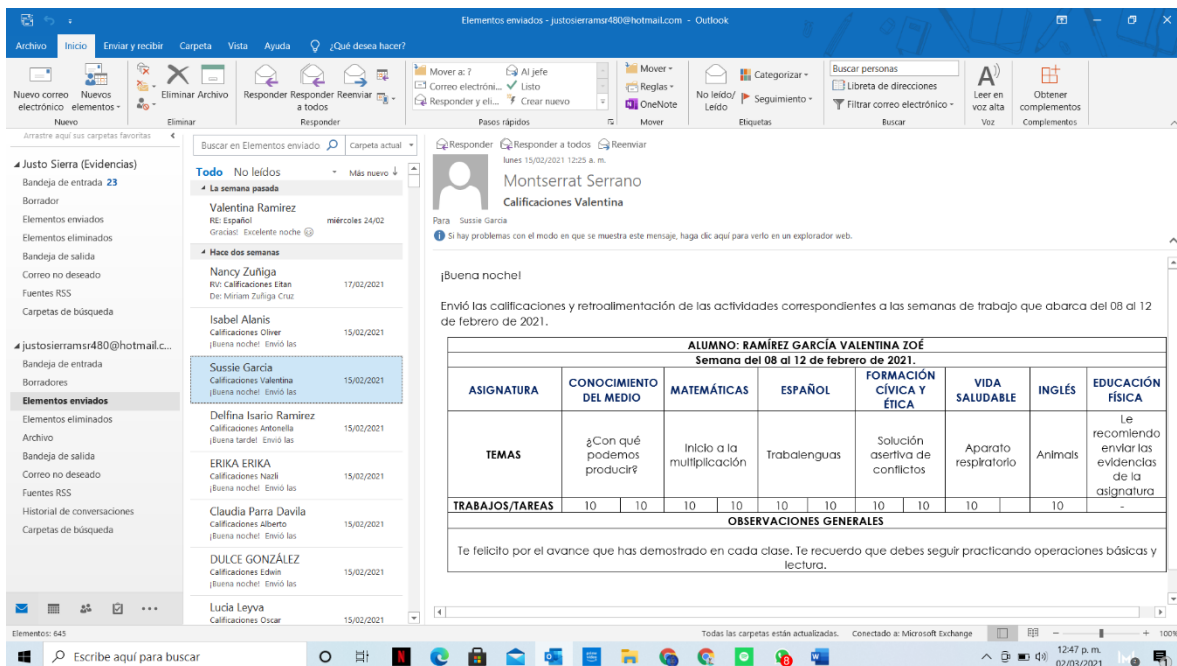 Elementos enviados - justosierramsr480@hotmail.com - Outlook
Archivo Inicio Enviar y recibir Carpeta Vista Ayuda ¿Qué desea hacer?
Nuevo correo electrónico
Nuevos elementos
Nuevo
Eliminar Archivo
Eliminar
Responder Responder a todos Reenviar
Responder
Mover a: ? Al jefe
Correo electróni... Listo
Responder y eli... Crear nuevo
Pasos rápidos
Mover
Reglas
OneNote
Mover
No leído/ Leído
Categorizar
Seguimiento
Etiquetas
Buscar personas
Libreta de direcciones
Filtrar correo electrónico
Buscar
Leer en voz alta
Voz
Obtener complementos
Complementos
Arrastre aquí sus carpetas favoritas
Justo Sierra (Evidencias)
Bandeja de entrada 23
Borrador
Elementos enviados
Elementos eliminados
Bandeja de salida
Correo no deseado
Fuentes RSS
Carpetas de búsqueda
justosierramsr480@hotmail.c...
Bandeja de entrada
Borradores
Elementos enviados
Elementos eliminados
Archivo
Bandeja de salida
Correo no deseado
Fuentes RSS
Historial de conversaciones
Carpetas de búsqueda
Buscar en Elementos enviado Carpeta actual
Todo No leídos Más nuevo ↓
La semana pasada
Valentina Ramirez
RE: Español miércoles 24/02
Gracias! Excelente noche
Hace dos semanas
Nancy Zuñiga
RV: Calificaciones Eitan 17/02/2021
De: Miriam Zuñiga Cruz
Isabel Alanis
Calificaciones Oliver 15/02/2021
¡Buena noche! Envió las
Sussie Garcia
Calificaciones Valentina 15/02/2021
¡Buena noche! Envió las
Delfina Isario Ramirez
Calificaciones Antonella 15/02/2021
¡Buena tarde! Envió las
ERIKA ERIKA
Calificaciones Nazli 15/02/2021
¡Buena noche! Envió las
Claudia Parra Davila
Calificaciones Alberto 15/02/2021
¡Buena noche! Envió las
DULCE GONZÁLEZ
Calificaciones Edwin 15/02/2021
¡Buena noche! Envió las
Lucia Leyva
Calificaciones Oscar 15/02/2021
Responder Responder a todos Reenviar
lunes 15/02/2021 12:25 a. m.
Montserrat Serrano
Calificaciones Valentina
Para Sussie Garcia
Si hay problemas con el modo en que se muestra este mensaje, haga clic aquí para verlo en un explorador web.
¡Buena noche!
Envió las calificaciones y retroalimentación de las actividades correspondientes a las semanas de trabajo que abarca del 08 al 12
de febrero de 2021.
ALUMNO: RAMÍREZ GARCÍA VALENTINA ZOÉ
Semana del 08 al 12 de febrero de 2021.
ASIGNATURA CONOCIMIENTO DEL MEDIO MATEMÁTICAS ESPAÑOL FORMACIÓN CÍVICA Y ÉTICA VIDA SALUDABLE INGLÉS EDUCACIÓN FÍSICA
TEMAS ¿Con qué podemos producir? Inicio a la multiplicación Trabalenguas Solución asertiva de conflictos Aparato respiratorio Animals Le recomiendo enviar las evidencias de la asignatura
TRABAJOS/TAREAS 10 10 10 10 10 10 10 10 10 10 -
OBSERVACIONES GENERALES
Te felicito por el avance que has demostrado en cada clase. Te recuerdo que debes seguir practicando operaciones básicas y
lectura.
Elementos: 645 Todas las carpetas están actualizadas. Conectado a: Microsoft Exchange 100%
Escribe aquí para buscar
12:47 p. m.
02/03/2021